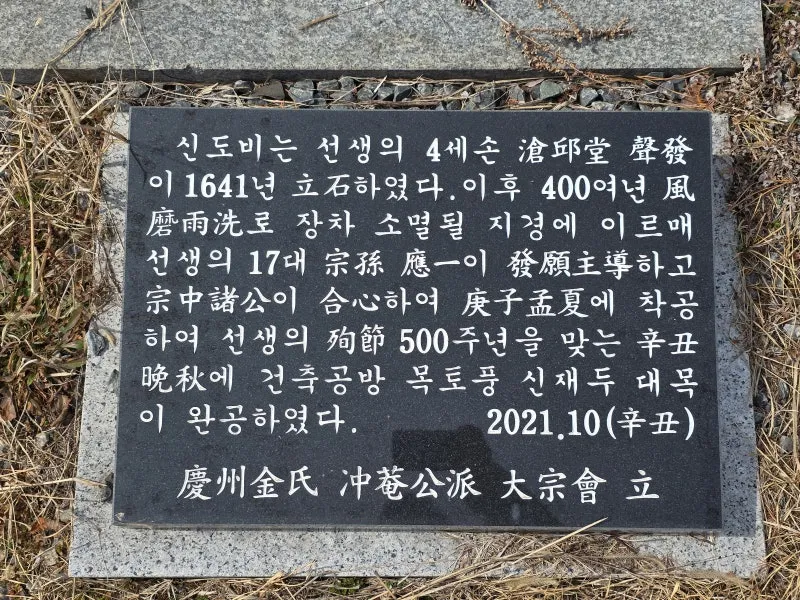 신도비는 선생의 4세손 滄邱堂 聲發
이 1641년 立石하였다.이후 400여년 風
磨雨洗로 장차 소멸될 지경에 이르매
선생의 17대 宗孫 應一이 發願主導하고
宗中諸公이 合心하여 庚子孟夏에 착공
하여 선생의 殉節 500주년을 맞는 辛丑
晩秋에 건축공방 목토풍 신재두 대목
이 완공하였다. 2021.10(辛丑)
慶州金氏 冲菴公派 大宗會 立